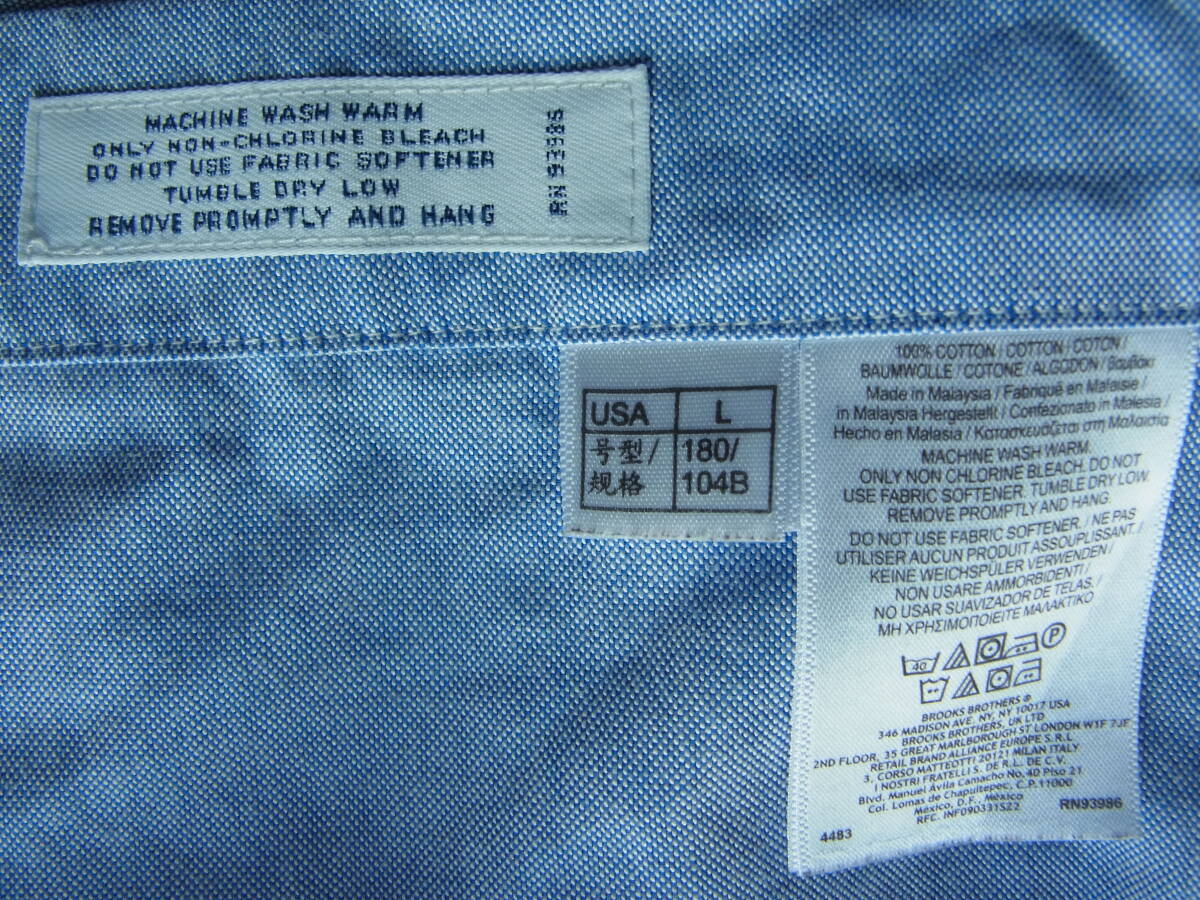 MACHINE WASH WARM
ONLY NON-CHLORINE BLEACH
DO NOT USE FABRIC SOFTENER
TUMBLE DRY LOW
REMOVE PROMPTLY AND HANG
RN 93986
USA L
号型/ 180/
规格 104B
100% COTTON / COTTON / COTON /
BAUMWOLLE / COTONE / ALGODON / βαμβάκι
Made in Malaysia / Fabriqué en Malaisie /
in Malaysia Hergestellt / Confezionato in Malesia /
Hecho en Malasia / Κατασκευάζεται στη Μαλαισία
MACHINE WASH WARM.
ONLY NON CHLORINE BLEACH. DO NOT
USE FABRIC SOFTENER. TUMBLE DRY LOW.
REMOVE PROMPTLY AND HANG.
DO NOT USE FABRIC SOFTENER. / NE PAS
UTILISER AUCUN PRODUIT ASSOUPLISSANT. /
KEINE WEICHSPÜLER VERWENDEN /
NON USARE AMMORBIDENTI /
NO USAR SUAVIZADOR DE TELAS. /
ΜΗ ΧΡΗΣΙΜΟΠΟΙΕΙΤΕ ΜΑΛΑΚΤΙΚΟ
40 P
BROOKS BROTHERS ®
346 MADISON AVE. NY, NY 10017 USA
BROOKS BROTHERS, UK LTD
2ND FLOOR, 35 GREAT MARLBOROUGH ST LONDON W1F 7JF
RETAIL BRAND ALLIANCE EUROPE S.R.L
3, CORSO MATTEOTTI 20121 MILAN ITALY
I NOSTRI FRATELLI S. DE R.L. DE C.V.
Blvd. Manuel Ávila Camacho No. 40 Piso 21
Col. Lomas de Chapultepec, C.P. 11000
México, D.F., México
RFC. INF090331SZ2
4483 RN93986